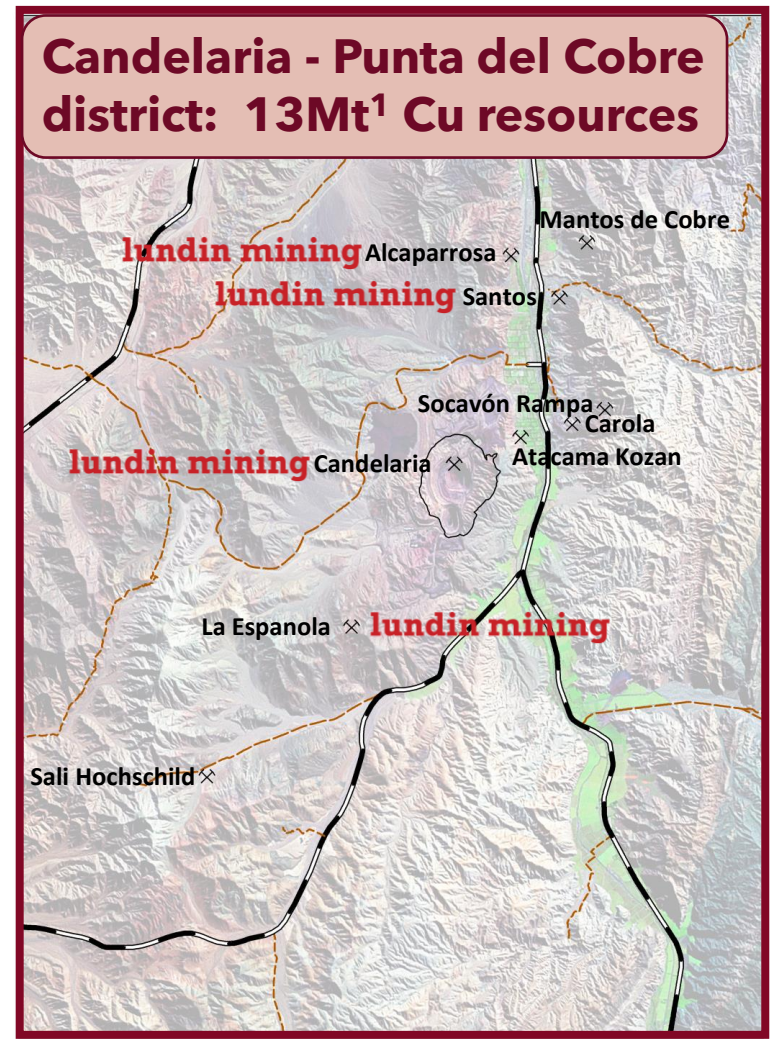 Candelaria - Punta del Cobre
district: 13Mt¹ Cu resources
Mantos de Cobre
lundin mining Alcaparrosa
lundin mining Santos
Socavón Rampa
Carola
Atacama Kozan
lundin mining Candelaria
La Espanola lundin mining
Sali Hochschild